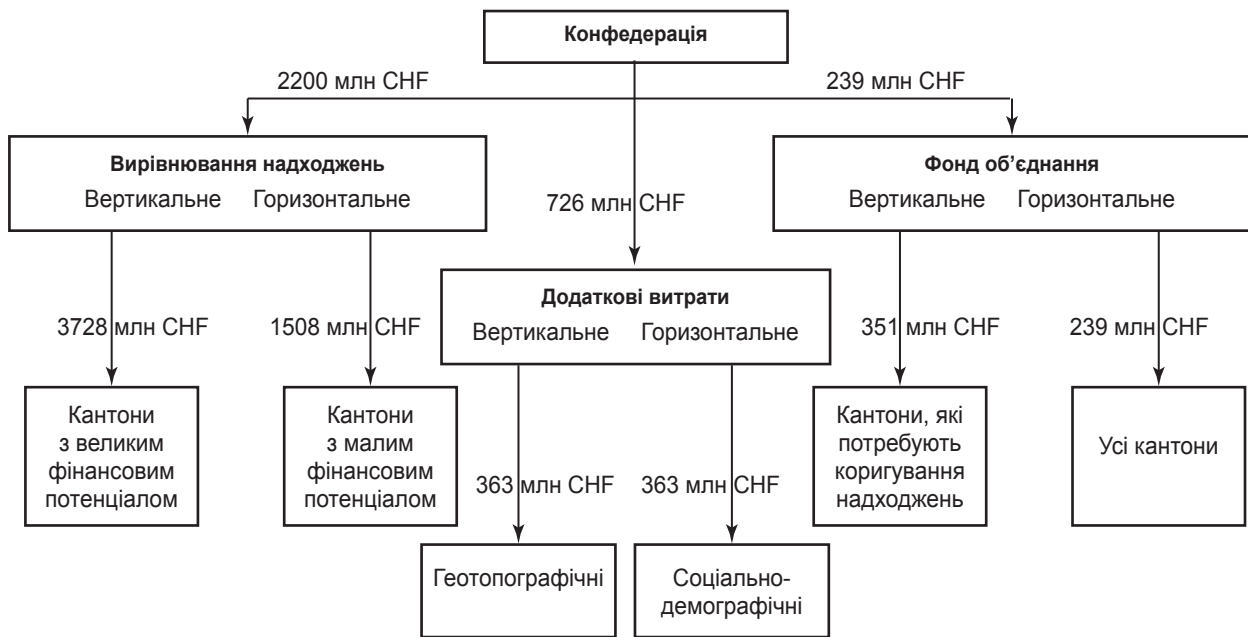 Конфедерація
2200 млн CHF
239 млн CHF
Вирівнювання надходжень
Вертикальне Горизонтальне
726 млн CHF
Фонд об’єднання
Вертикальне Горизонтальне
Додаткові витрати
Вертикальне Горизонтальне
3728 млн CHF
1508 млн CHF
351 млн CHF
239 млн CHF
Кантони
з великим
фінансовим
потенціалом
Кантони
з малим
фінансовим
потенціалом
Кантони, які
потребують
коригування
надходжень
Усі кантони
363 млн CHF
363 млн CHF
Геотопографічні
Соціально-
демографічні